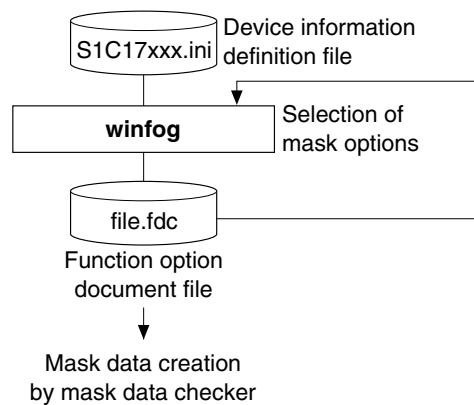 S1C17xxx.ini
Device information
definition file
winfog
Selection of
mask options
file.fdc
Function option
document file
Mask data creation
by mask data checker